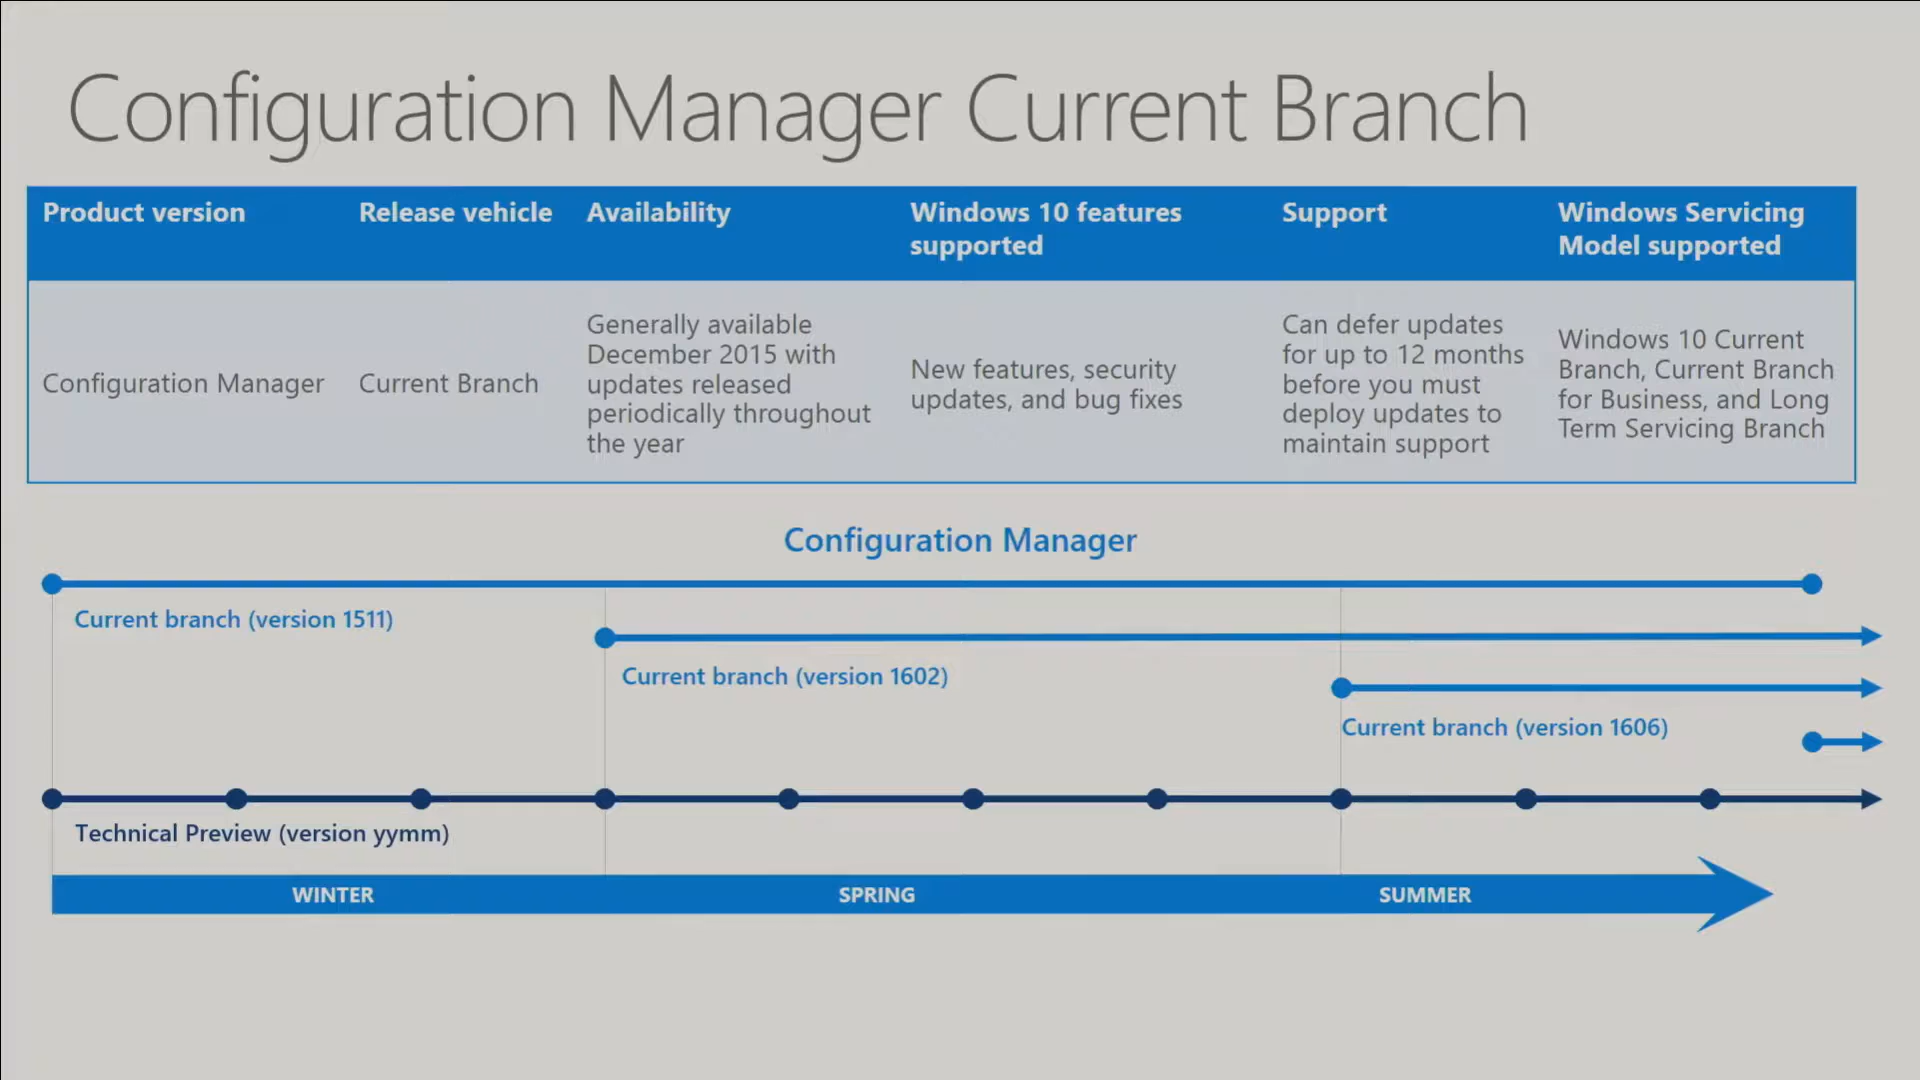 Configuration Manager Current Branch
Product version
Release vehicle
Availability
Windows 10 features
supported
Support
Windows Servicing
Model supported
Configuration Manager
Current Branch
Generally available
December 2015 with
updates released
periodically throughout
the year
New features, security
updates, and bug fixes
Can defer updates
for up to 12 months
before you must
deploy updates to
maintain support
Windows 10 Current
Branch, Current Branch
for Business, and Long
Term Servicing Branch
Configuration Manager
Current branch (version 1511)
Current branch (version 1602)
Current branch (version 1606)
Technical Preview (version yymm)
WINTER
SPRING
SUMMER